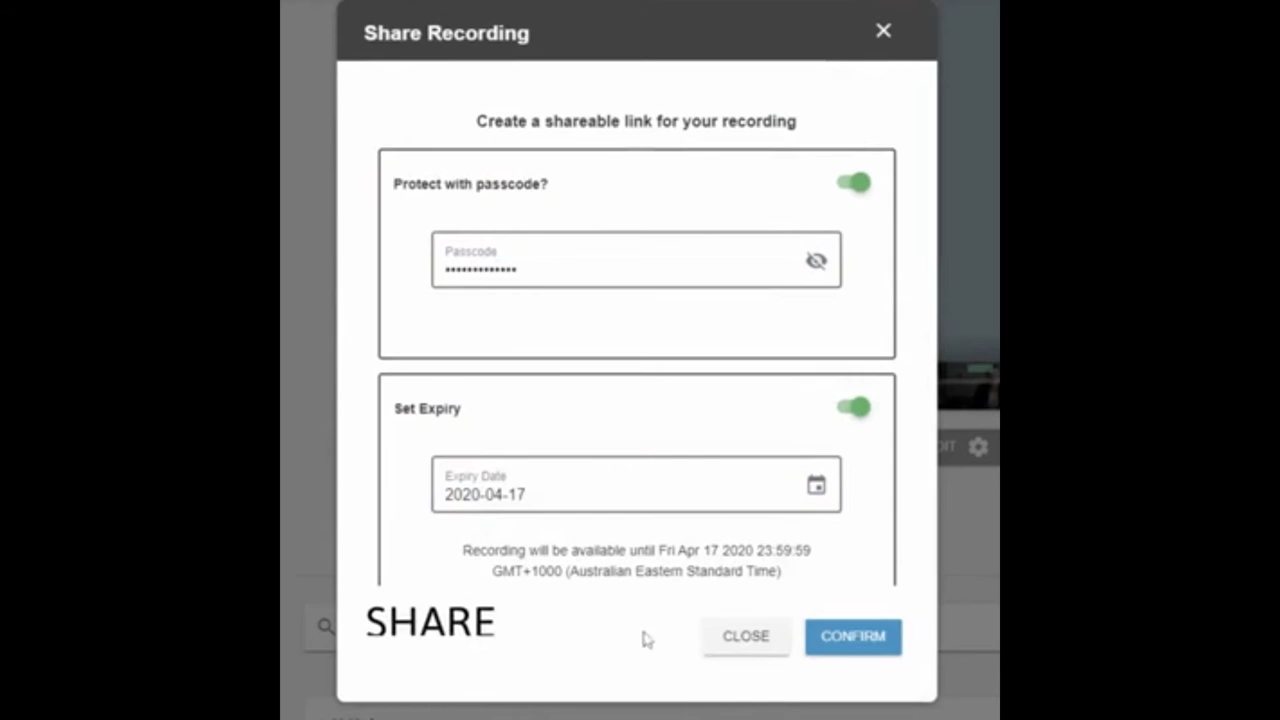 Share Recording
Create a shareable link for your recording
Protect with passcode?
Passcode
•••••••••••••
Set Expiry
Expiry Date
2020-04-17
Recording will be available until Fri Apr 17 2020 23:59:59
GMT+1000 (Australian Eastern Standard Time)
SHARE
CLOSE
CONFIRM